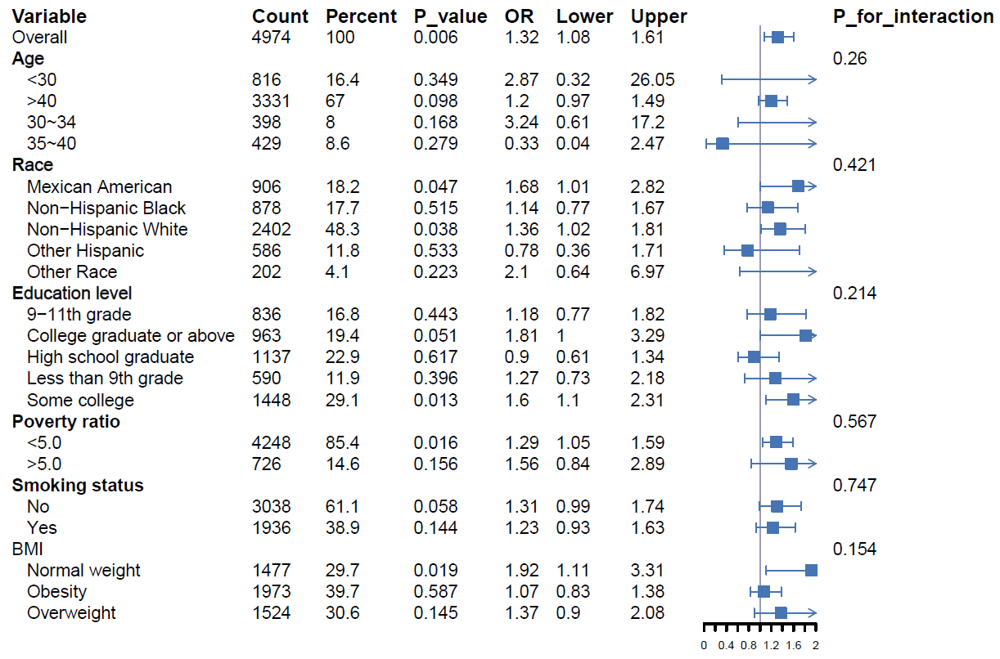 Variable Count Percent P_value OR Lower Upper P_for_interaction
Overall 4974 100 0.006 1.32 1.08 1.61
Age 0.26
<30 816 16.4 0.349 2.87 0.32 26.05
>40 3331 67 0.098 1.2 0.97 1.49
30~34 398 8 0.168 3.24 0.61 17.2
35~40 429 8.6 0.279 0.33 0.04 2.47
Race 0.421
Mexican American 906 18.2 0.047 1.68 1.01 2.82
Non−Hispanic Black 878 17.7 0.515 1.14 0.77 1.67
Non−Hispanic White 2402 48.3 0.038 1.36 1.02 1.81
Other Hispanic 586 11.8 0.533 0.78 0.36 1.71
Other Race 202 4.1 0.223 2.1 0.64 6.97
Education level 0.214
9−11th grade 836 16.8 0.443 1.18 0.77 1.82
College graduate or above 963 19.4 0.051 1.81 1 3.29
High school graduate 1137 22.9 0.617 0.9 0.61 1.34
Less than 9th grade 590 11.9 0.396 1.27 0.73 2.18
Some college 1448 29.1 0.013 1.6 1.1 2.31
Poverty ratio 0.567
<5.0 4248 85.4 0.016 1.29 1.05 1.59
>5.0 726 14.6 0.156 1.56 0.84 2.89
Smoking status 0.747
No 3038 61.1 0.058 1.31 0.99 1.74
Yes 1936 38.9 0.144 1.23 0.93 1.63
BMI 0.154
Normal weight 1477 29.7 0.019 1.92 1.11 3.31
Obesity 1973 39.7 0.587 1.07 0.83 1.38
Overweight 1524 30.6 0.145 1.37 0.9 2.08
0 0.4 0.8 1.2 1.6 2